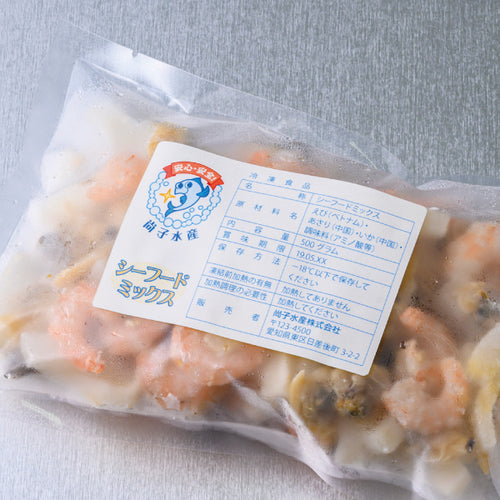 安心・安全!
尚子水産
シーフード
ミックス
冷凍食品
名称 シーフードミックス
原材料名 えび(ベトナム)・
あさり(中国)・いか(中国)・
調味料(アミノ酸等)
内容量 500グラム
賞味期限 19.05.XX
保存方法 −18℃以下で保存して
ください
凍結前加熱の有無 加熱してありません
加熱調理の必要性 加熱してください
販売者 尚子水産株式会社
〒123-4500
愛知県東区日差後町 3-2-2